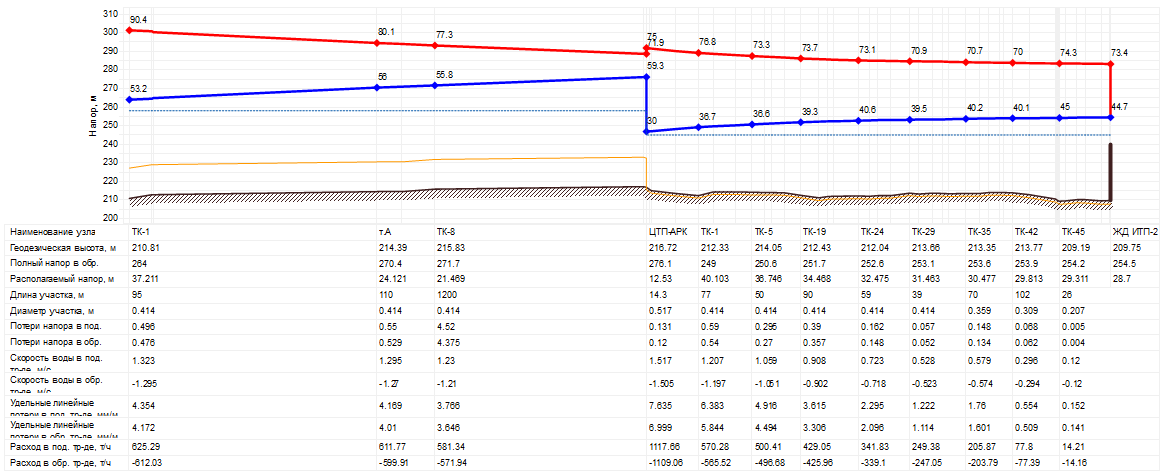 310
300
290
280
270
260
250
240
230
220
210
200
Напор, м
90.4
80.1
77.3
75
71.9
76.8
73.3
73.7
73.1
70.9
70.7
70
74.3
73.4
53.2
56
55.8
59.3
30
36.7
36.6
39.3
40.6
39.5
40.2
40.1
45
44.7
Наименование узла ТК-1 т.А ТК-8 ЦТП-АРК ТК-1 ТК-5 ТК-19 ТК-24 ТК-29 ТК-35 ТК-42 ТК-45 ЖД ИТП-2
Геодезическая высота, м 210.81 214.39 215.83 216.72 212.33 214.05 212.43 212.04 213.66 213.35 213.77 209.19 209.75
Полный напор в обр. 264 270.4 271.7 276.1 249 250.6 251.7 252.6 253.1 253.6 253.9 254.2 254.5
Располагаемый напор, м 37.211 24.121 21.469 12.53 40.103 36.746 34.468 32.475 31.463 30.477 29.813 29.311 28.7
Длина участка, м 95 110 1200 14.3 77 50 90 59 39 70 102 26
Диаметр участка, м 0.414 0.414 0.414 0.517 0.414 0.414 0.414 0.414 0.414 0.359 0.309 0.207
Потери напора в под. 0.496 0.55 4.52 0.131 0.59 0.295 0.39 0.162 0.057 0.148 0.068 0.005
Потери напора в обр. 0.476 0.529 4.375 0.12 0.54 0.27 0.357 0.148 0.052 0.134 0.062 0.004
Скорость воды в под. тр-де, м/с 1.323 1.295 1.23 1.517 1.207 1.059 0.908 0.723 0.528 0.579 0.296 0.12
Скорость воды в обр. тр-де, м/с -1.295 -1.27 -1.21 -1.505 -1.197 -1.051 -0.902 -0.718 -0.523 -0.574 -0.294 -0.12
Удельные линейные потери в под. тр-де, мм/м 4.354 4.169 3.766 7.635 6.383 4.916 3.615 2.295 1.222 1.76 0.554 0.152
Удельные линейные потери в обр. тр-де, мм/м 4.172 4.01 3.646 6.999 5.844 4.494 3.306 2.096 1.114 1.601 0.509 0.141
Расход в под. тр-де, т/ч 625.29 611.77 581.34 1117.66 570.28 500.41 429.05 341.83 249.38 205.87 77.8 14.21
Расход в обр. тр-де, т/ч -612.03 -599.91 -571.94 -1109.06 -565.52 -496.68 -425.96 -339.1 -247.05 -203.79 -77.39 -14.16